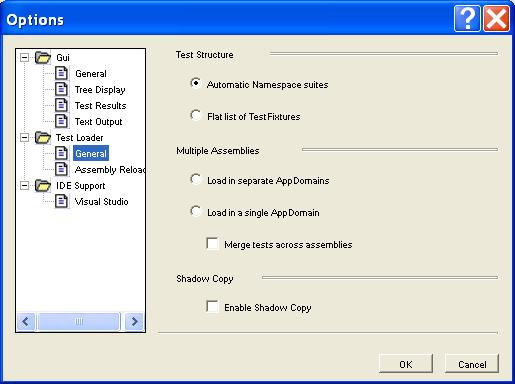 Options
Gui
General
Tree Display
Test Results
Text Output
Test Loader
General
Assembly Reload
IDE Support
Visual Studio
Test Structure
Automatic Namespace suites
Flat list of TestFixtures
Multiple Assemblies
Load in separate AppDomains
Load in a single AppDomain
Merge tests across assemblies
Shadow Copy
Enable Shadow Copy
OK
Cancel